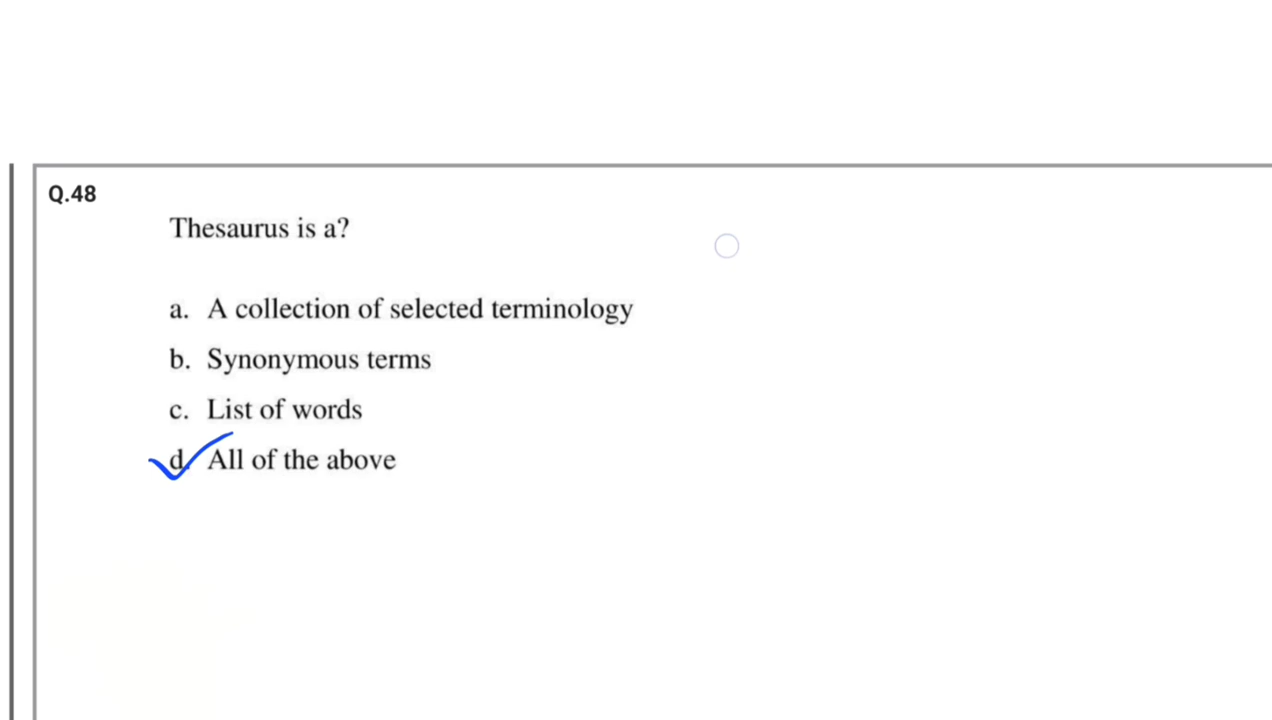 Q.48
Thesaurus is a?
a. A collection of selected terminology
b. Synonymous terms
c. List of words
d. All of the above